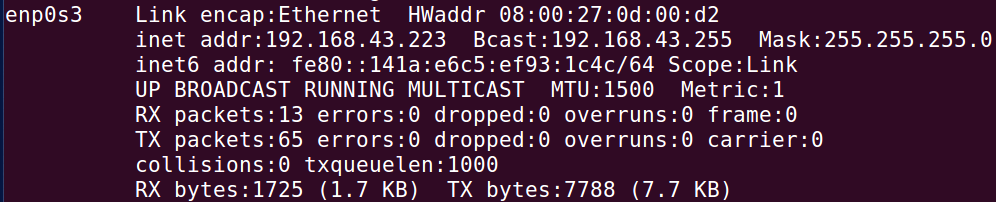 enp0s3    Link encap:Ethernet  HWaddr 08:00:27:0d:00:d2
          inet addr:192.168.43.223  Bcast:192.168.43.255  Mask:255.255.255.0
          inet6 addr: fe80::141a:e6c5:ef93:1c4c/64 Scope:Link
          UP BROADCAST RUNNING MULTICAST  MTU:1500  Metric:1
          RX packets:13 errors:0 dropped:0 overruns:0 frame:0
          TX packets:65 errors:0 dropped:0 overruns:0 carrier:0
          collisions:0 txqueuelen:1000
          RX bytes:1725 (1.7 KB)  TX bytes:7788 (7.7 KB)